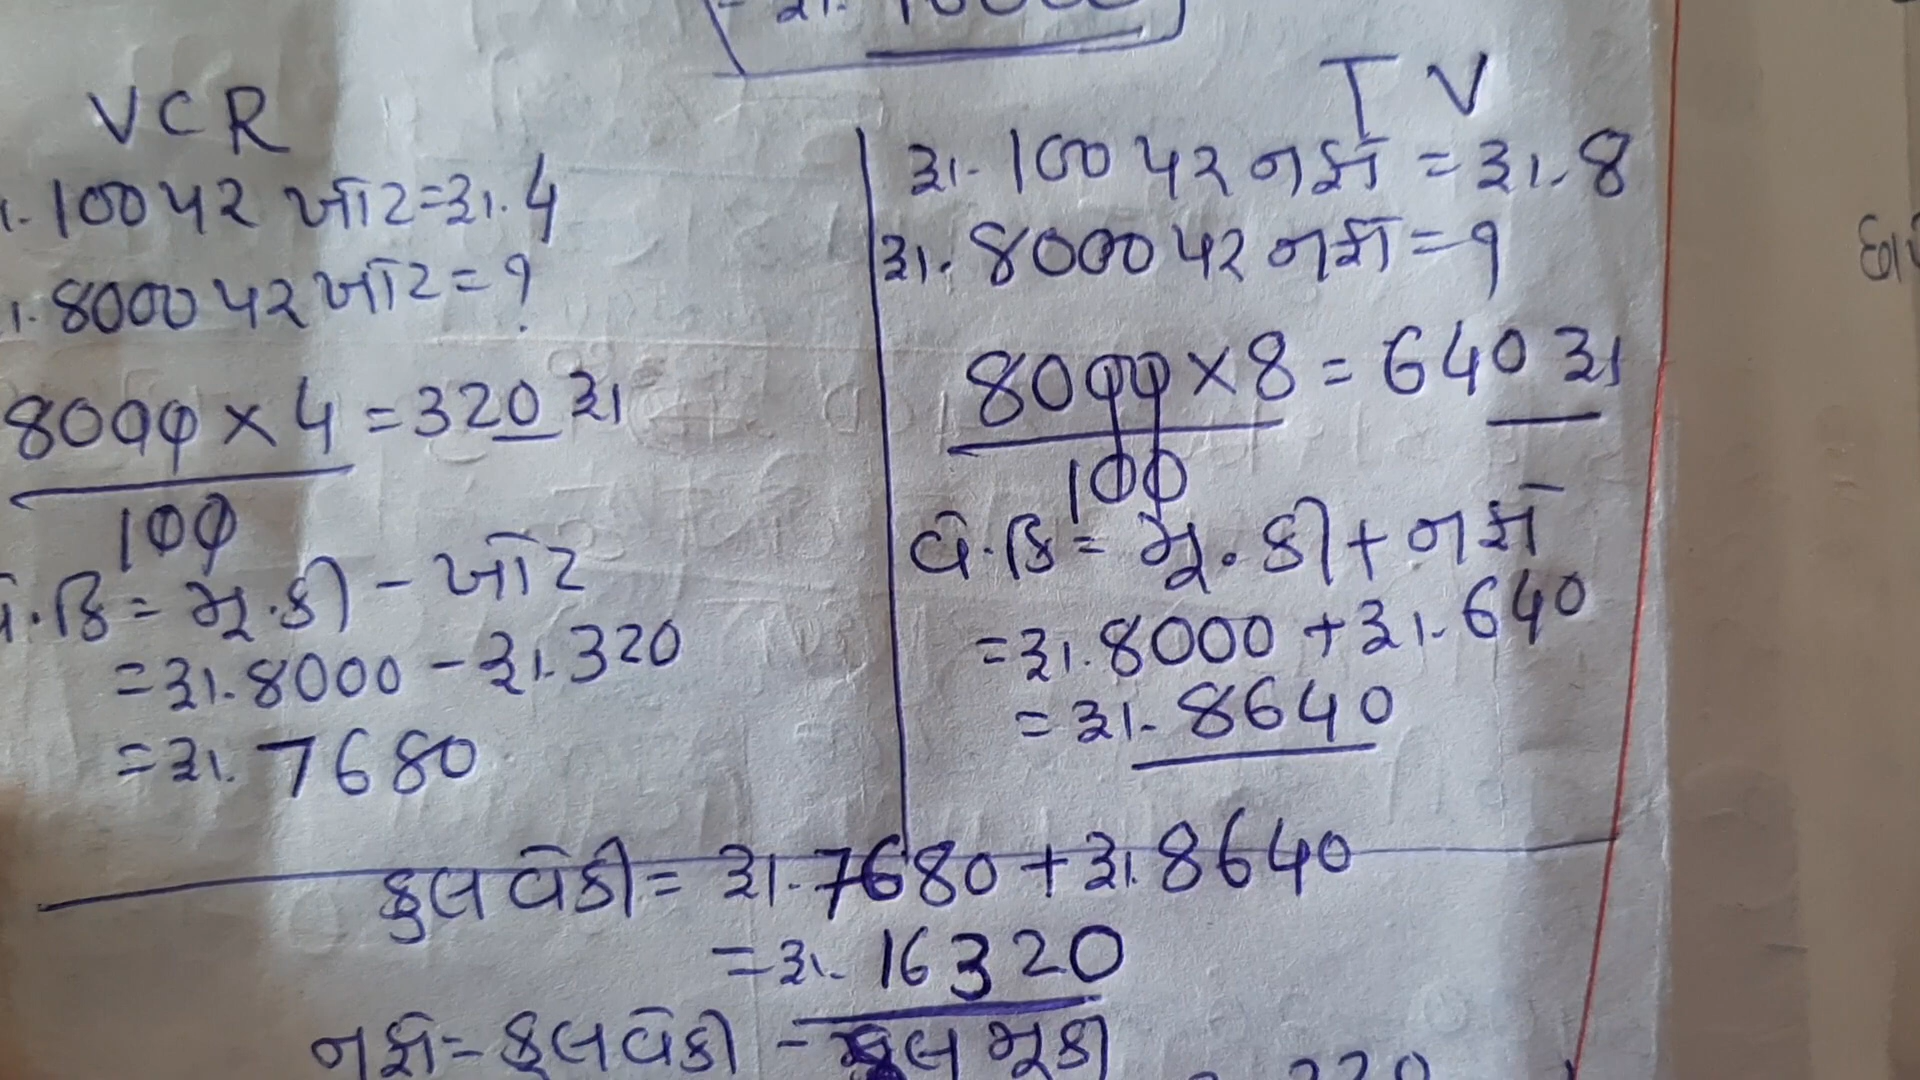 VCR
રૂા. 100 પર ખોટ = રૂા. 4
રૂા. 8000 પર ખોટ = ?
8000 × 4 = 320 રૂા
100
વે.કિં = મૂ.કી - ખોટ
= રૂા. 8000 - રૂા. 320
= રૂા. 7680
TV
રૂા. 100 પર નફો = રૂા. 8
રૂા. 8000 પર નફો = ?
8000 × 8 = 640 રૂા
100
વે.કિ = મૂ.કી + નફો
= રૂા. 8000 + રૂા. 640
= રૂા. 8640
કુલ વેકી = રૂા. 7680 + રૂા. 8640
= રૂા. 16320
નફો = કુલ વેકી - કુલ મૂકી